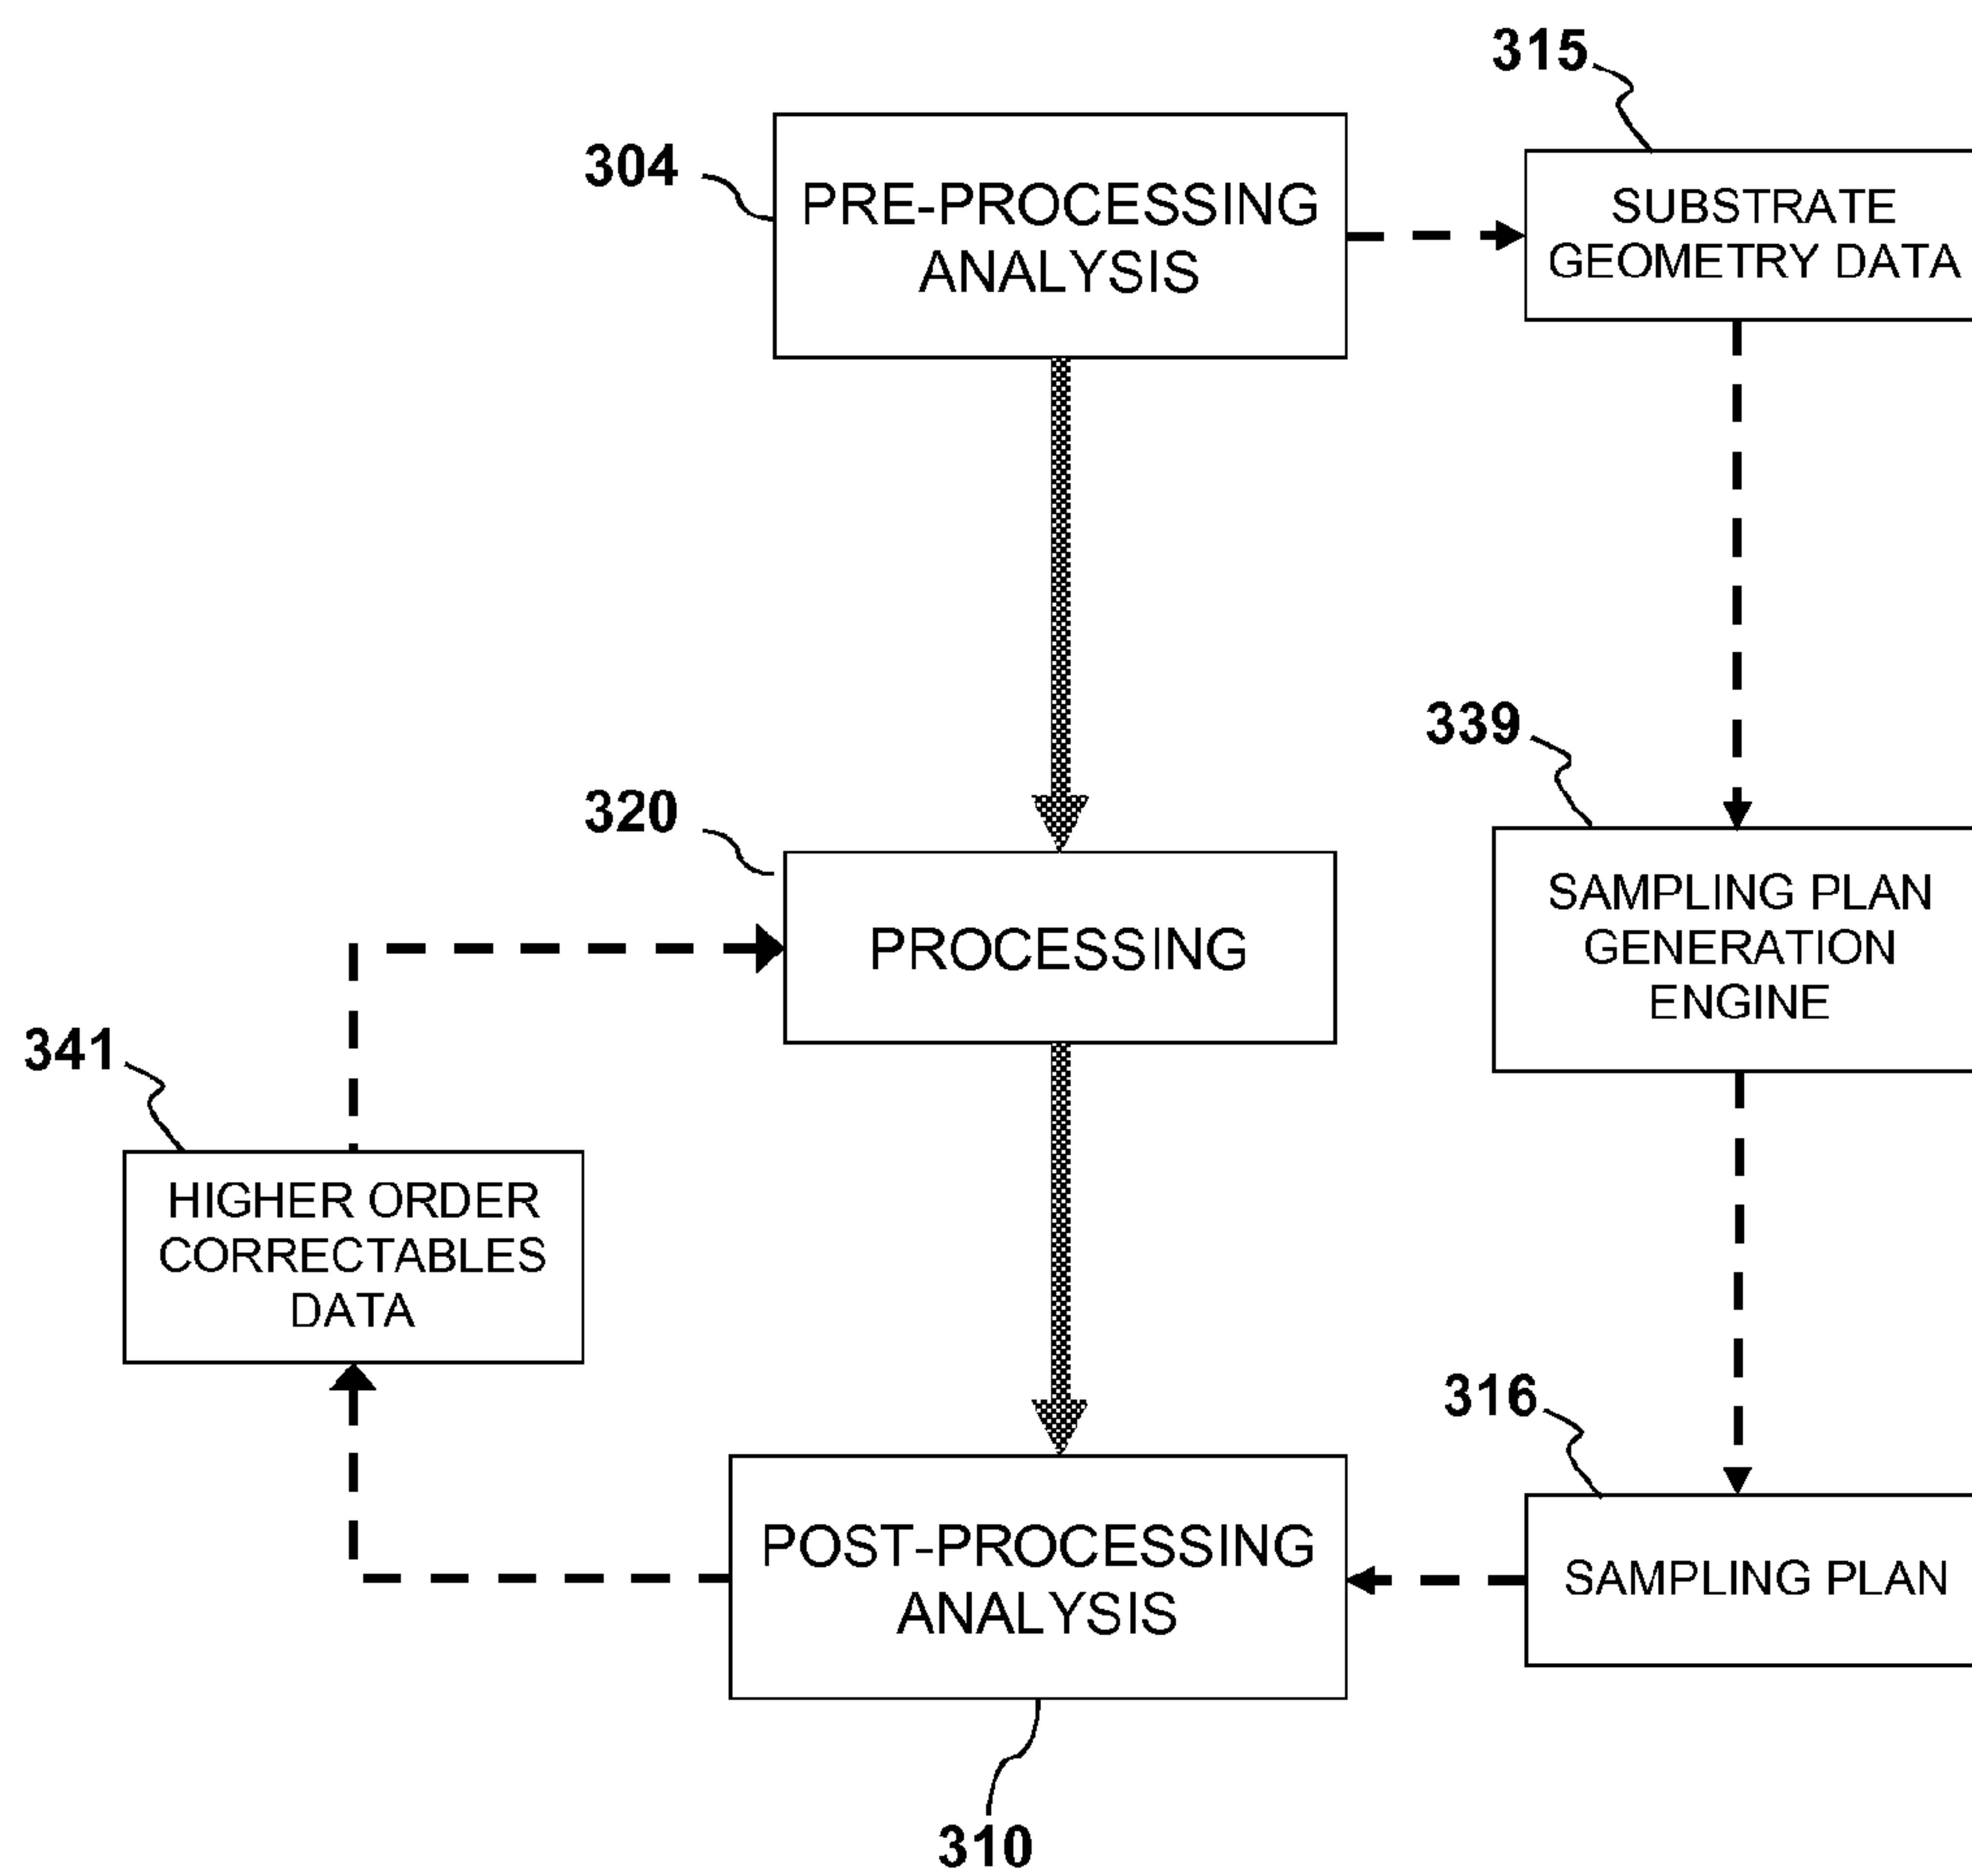 315
304
PRE-PROCESSING
ANALYSIS
SUBSTRATE
GEOMETRY DATA
339
320
PROCESSING
SAMPLING PLAN
GENERATION
ENGINE
341
HIGHER ORDER
CORRECTABLES
DATA
316
POST-PROCESSING
ANALYSIS
SAMPLING PLAN
310